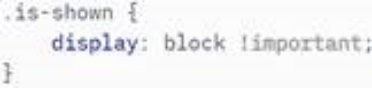 .is-shown {
    display: block !important;
}